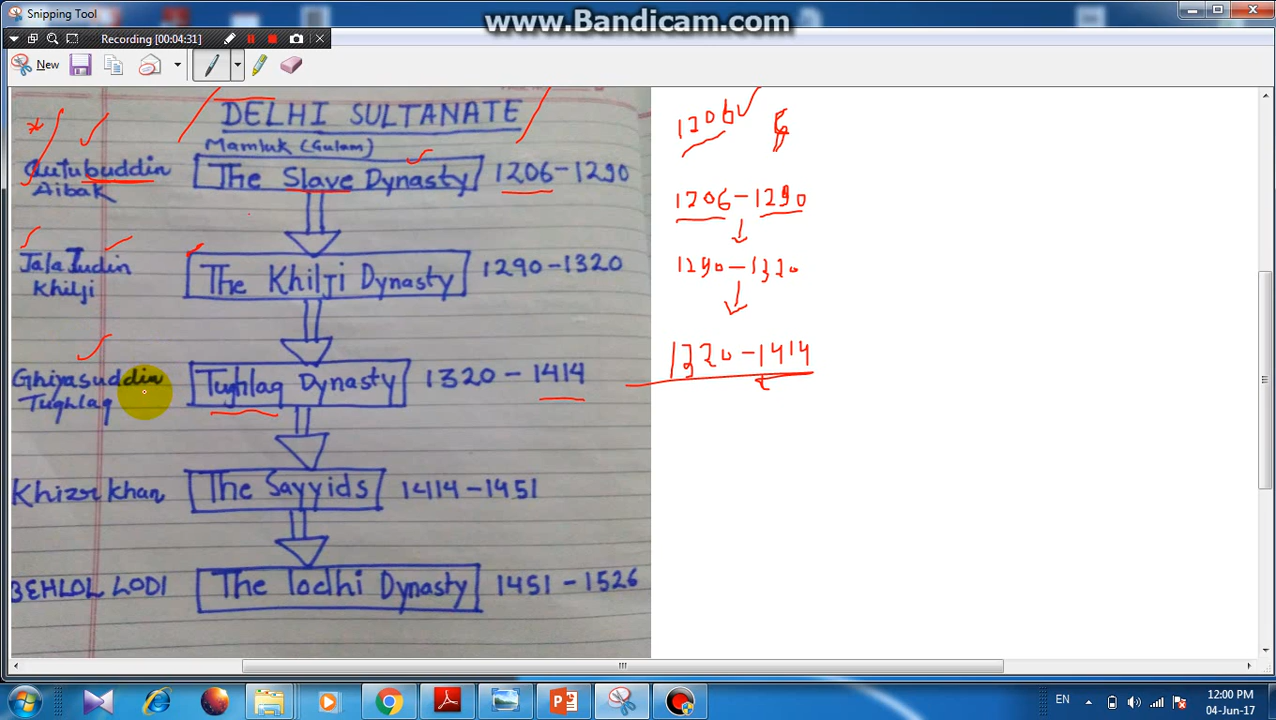 Snipping Tool
www.Bandicam.com
Recording [00:04:31]
New
DELHI SULTANATE
Mamluk (Gulam)
Qutubuddin
Aibak
The Slave Dynasty
1206-1290
JalaJudin
Khilji
The Khilji Dynasty
1290-1320
Ghiyasuddin
Tughlaq
Tughlaq Dynasty
1320-1414
Khizr khan
The Sayyids
1414-1451
BEHLOL LODI
The lodhi Dynasty
1451-1526
1206
1206-1290
1290-1320
1320-1414
EN
12:00 PM
04-Jun-17